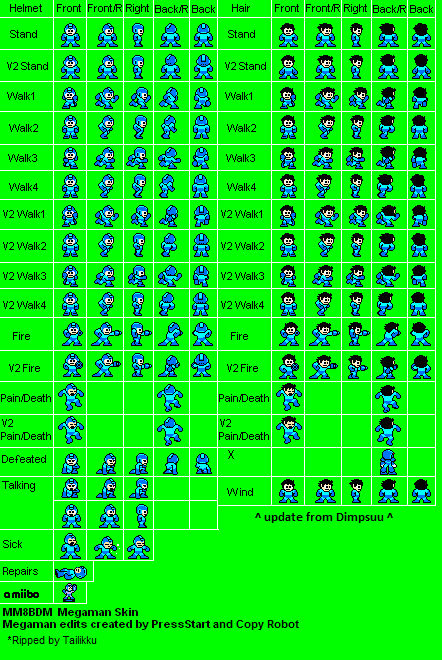 Helmet Front Front/R Right Back/R Back Hair Front Front/R Right Back/R Back
Stand Stand
V2 Stand V2 Stand
Walk1 Walk1
Walk2 Walk2
Walk3 Walk3
Walk4 Walk4
V2 Walk1 V2 Walk1
V2 Walk2 V2 Walk2
V2 Walk3 V2 Walk3
V2 Walk4 V2 Walk4
Fire Fire
V2 Fire V2 Fire
Pain/Death Pain/Death
V2 V2
Pain/Death Pain/Death
Defeated X
Talking Wind
^ update from Dimpsuu ^
Sick
Repairs
amiibo
MM8BDM Megaman Skin
Megaman edits created by PressStart and Copy Robot
*Ripped by Tailikku